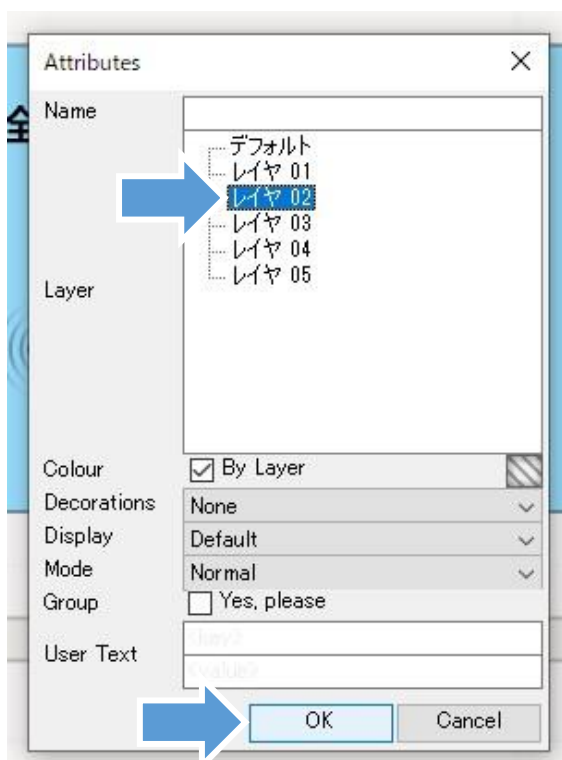 Attributes
全
Name
デフォルト
レイヤ 01
レイヤ 02
レイヤ 03
レイヤ 04
レイヤ 05
Layer
Colour
By Layer
Decorations
None
Display
Default
Mode
Normal
Group
Yes, please
User Text
OK
Cancel